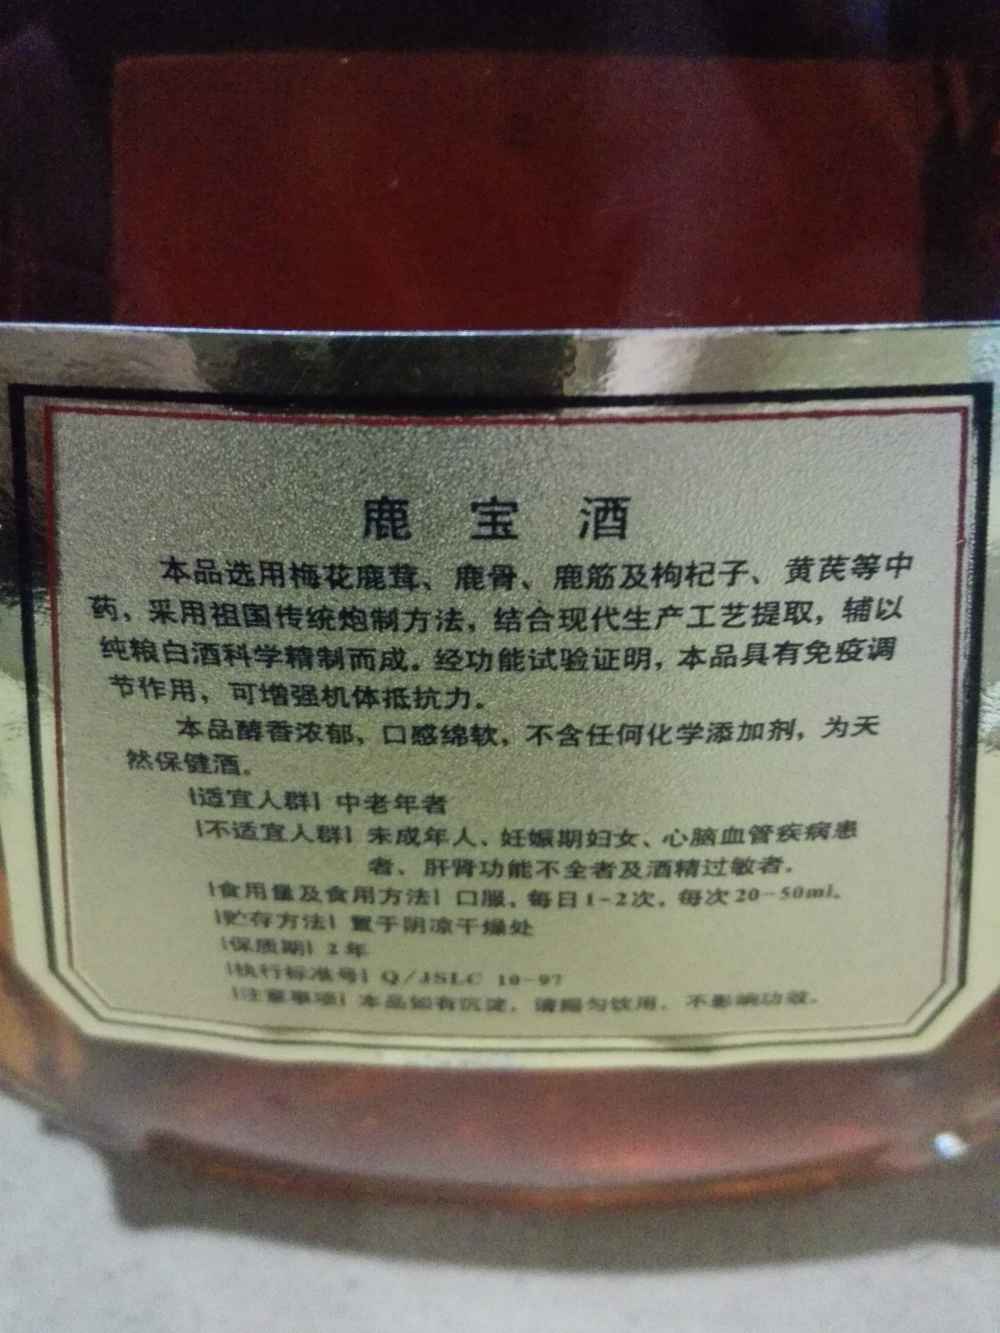 鹿宝酒
本品选用梅花鹿茸、鹿骨、鹿筋及枸杞子、黄芪等中
药，采用祖国传统炮制方法，结合现代生产工艺提取，辅以
纯粮白酒科学精制而成。经功能试验证明，本品具有免疫调
节作用，可增强机体抵抗力。
本品醇香浓郁，口感绵软，不含任何化学添加剂，为天
然保健酒。
[适宜人群] 中老年者
[不适宜人群] 未成年人、妊娠期妇女、心脑血管疾病患
者、肝肾功能不全者及酒精过敏者。
[食用量及食用方法] 口服，每日1-2次，每次20-50ml。
[贮存方法] 置于阴凉干燥处
[保质期] 2年
[执行标准号] Q/JSLC 10-97
[注意事项] 本品如有沉淀，请摇匀饮用，不影响功效。